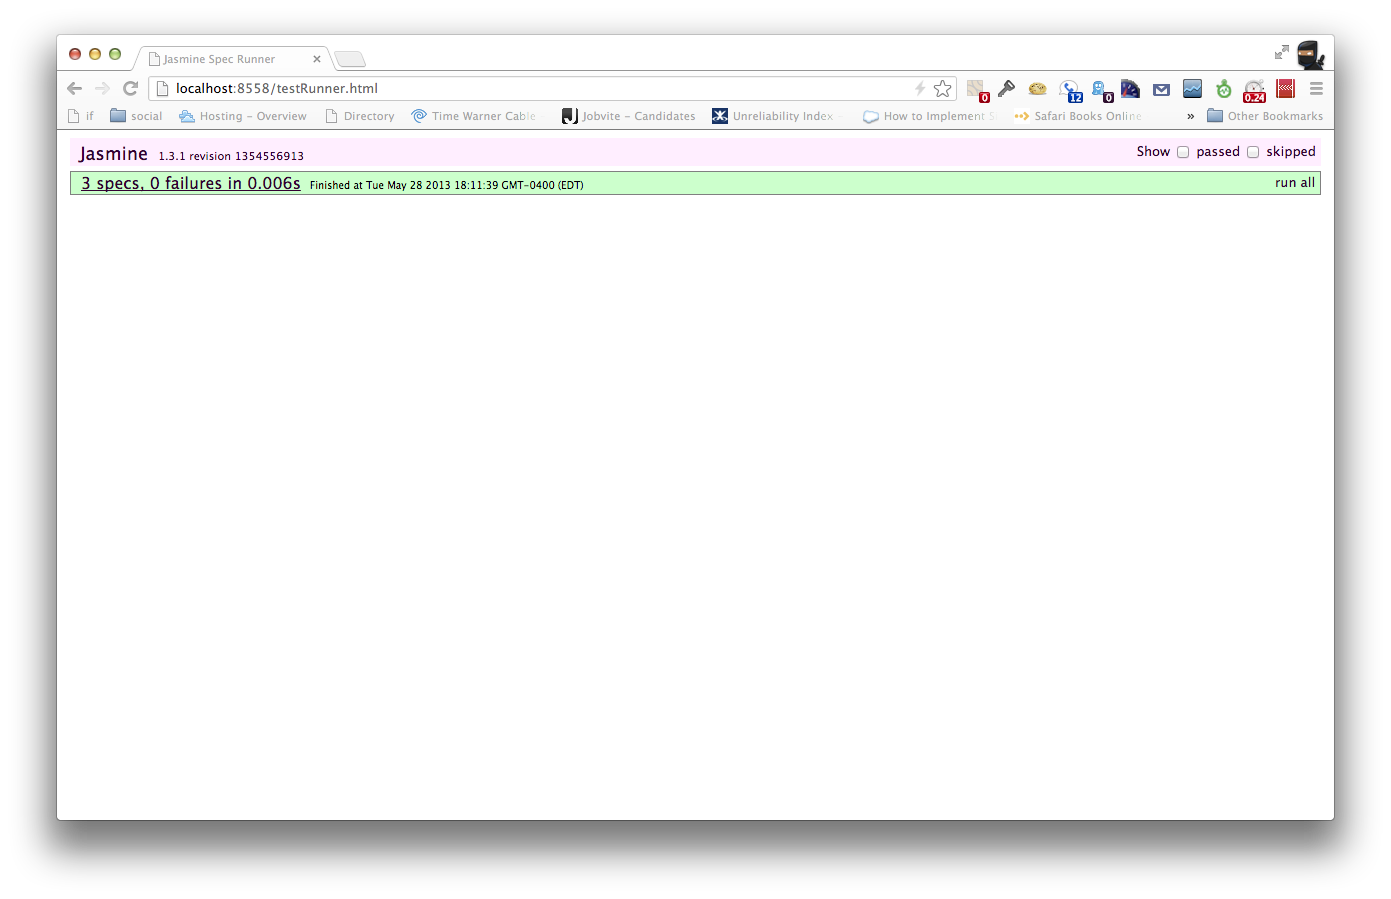 Jasmine Spec Runner
localhost:8558/testRunner.html
0 12 0 0.24
if social Hosting – Overview Directory Time Warner Cable Jobvite – Candidates Unreliability Index How to Implement Safari Books Online » Other Bookmarks
Jasmine 1.3.1 revision 1354556913 Show passed skipped
3 specs, 0 failures in 0.006s Finished at Tue May 28 2013 18:11:39 GMT-0400 (EDT) run all